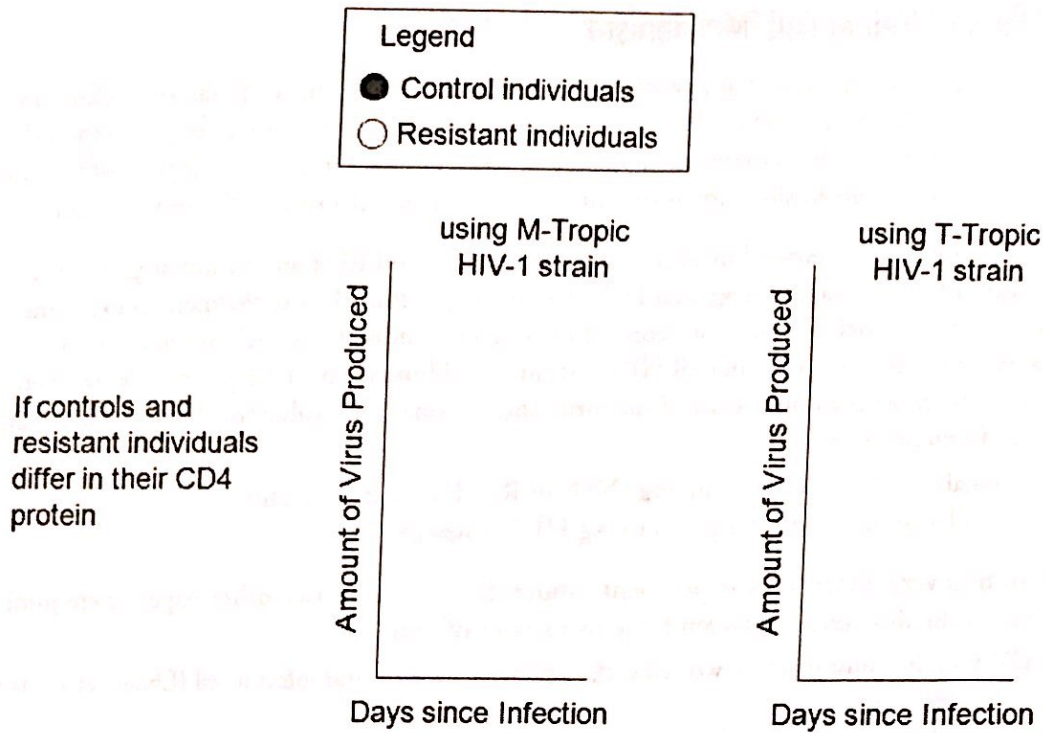 Legend
Control individuals
Resistant individuals
using M-Tropic
HIV-1 strain
using T-Tropic
HIV-1 strain
If controls and
resistant individuals
differ in their CD4
protein
Amount of Virus Produced
Amount of Virus Produced
Days since Infection
Days since Infection